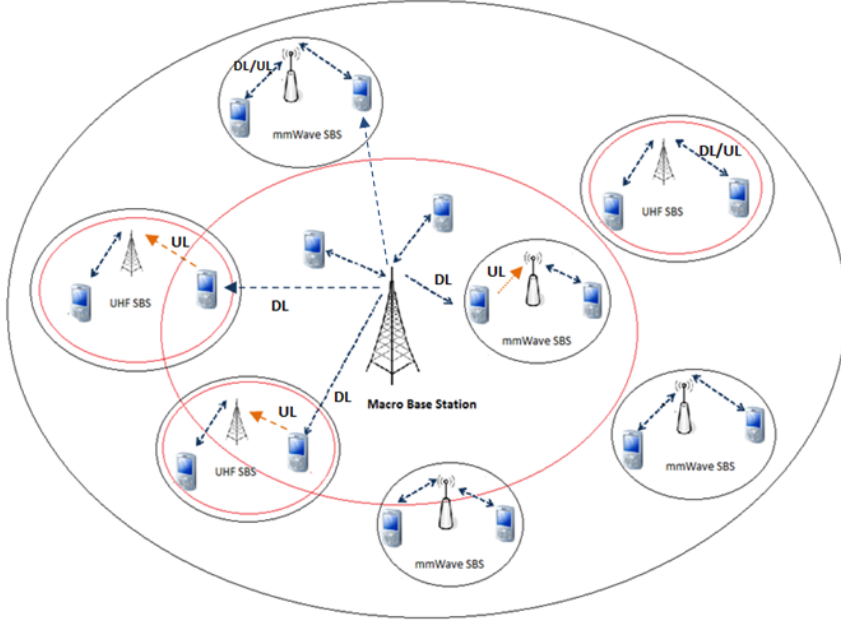 DL/UL
mmWave SBS
DL/UL
UHF SBS
UL
UHF SBS
DL
DL
UL
mmWave SBS
DL
Macro Base Station
UL
UHF SBS
mmWave SBS
mmWave SBS